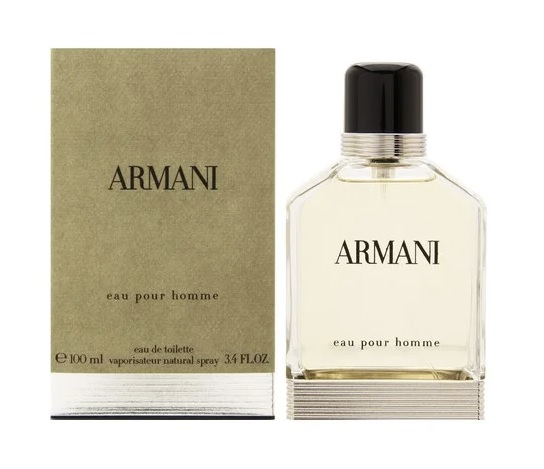 ARMANI
eau pour homme
eau de toilette
℮ 100 ml vaporisateur natural spray 3.4 FL.OZ.
ARMANI
eau pour homme